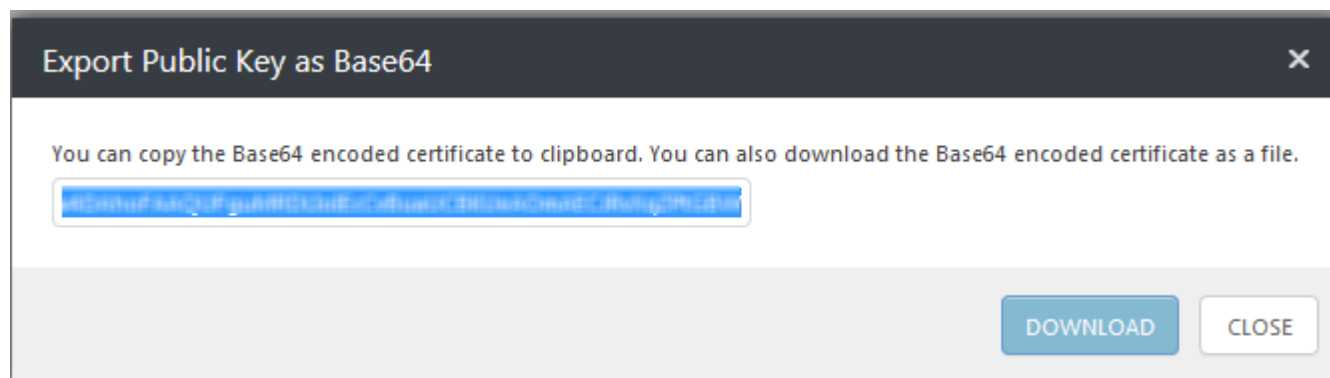 Export Public Key as Base64
You can copy the Base64 encoded certificate to clipboard. You can also download the Base64 encoded certificate as a file.
DOWNLOAD
CLOSE